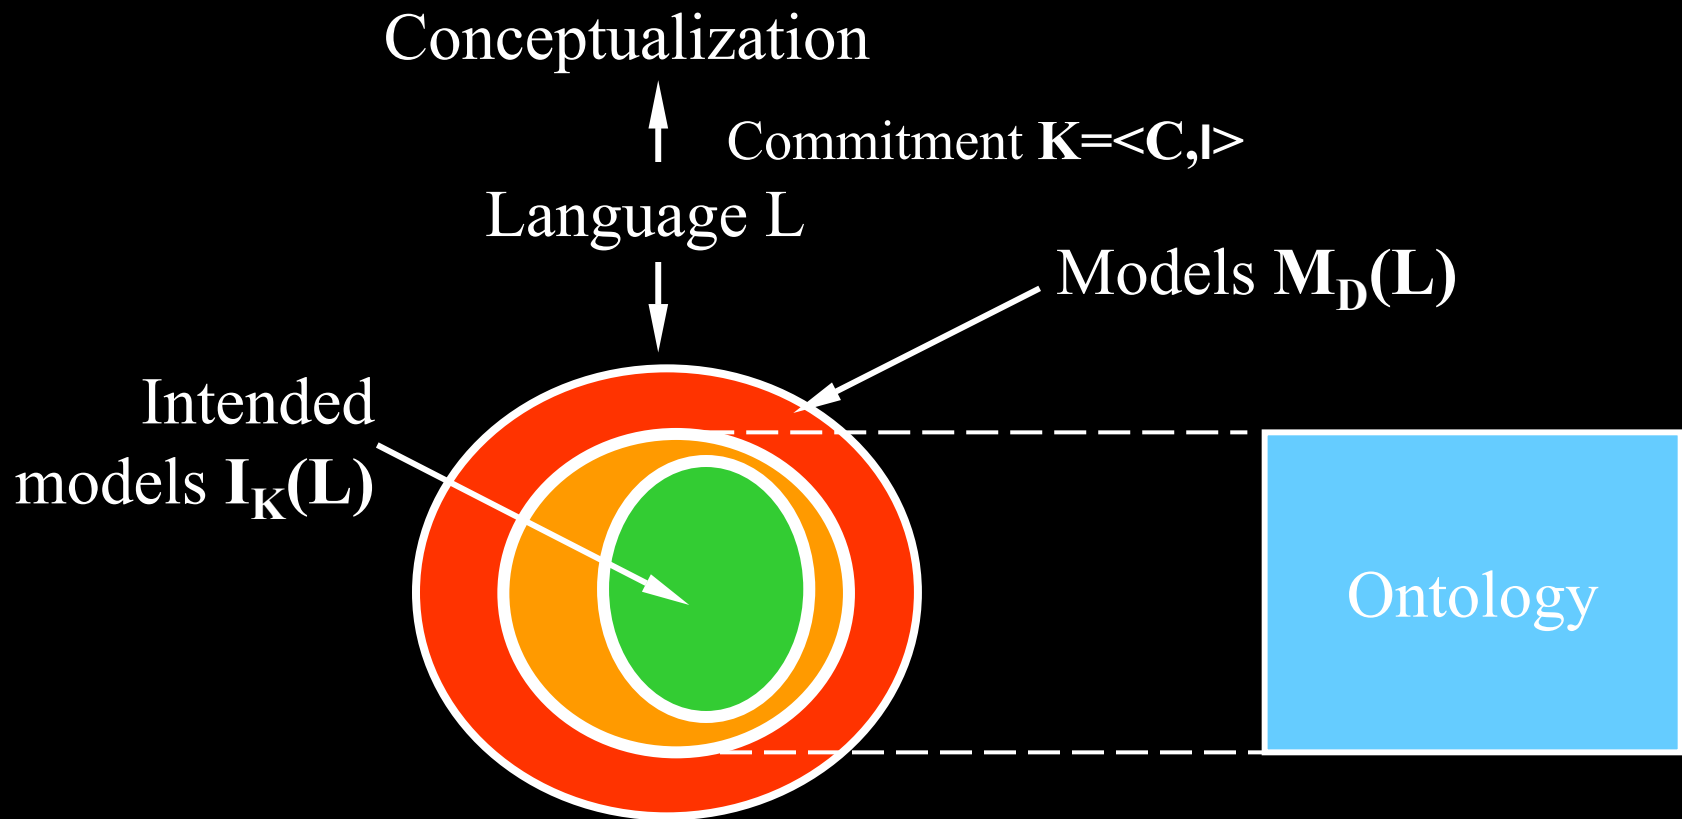 Conceptualization
Commitment K=<C,I>
Language L
Models M_D(L)
Intended
models I_K(L)
Ontology